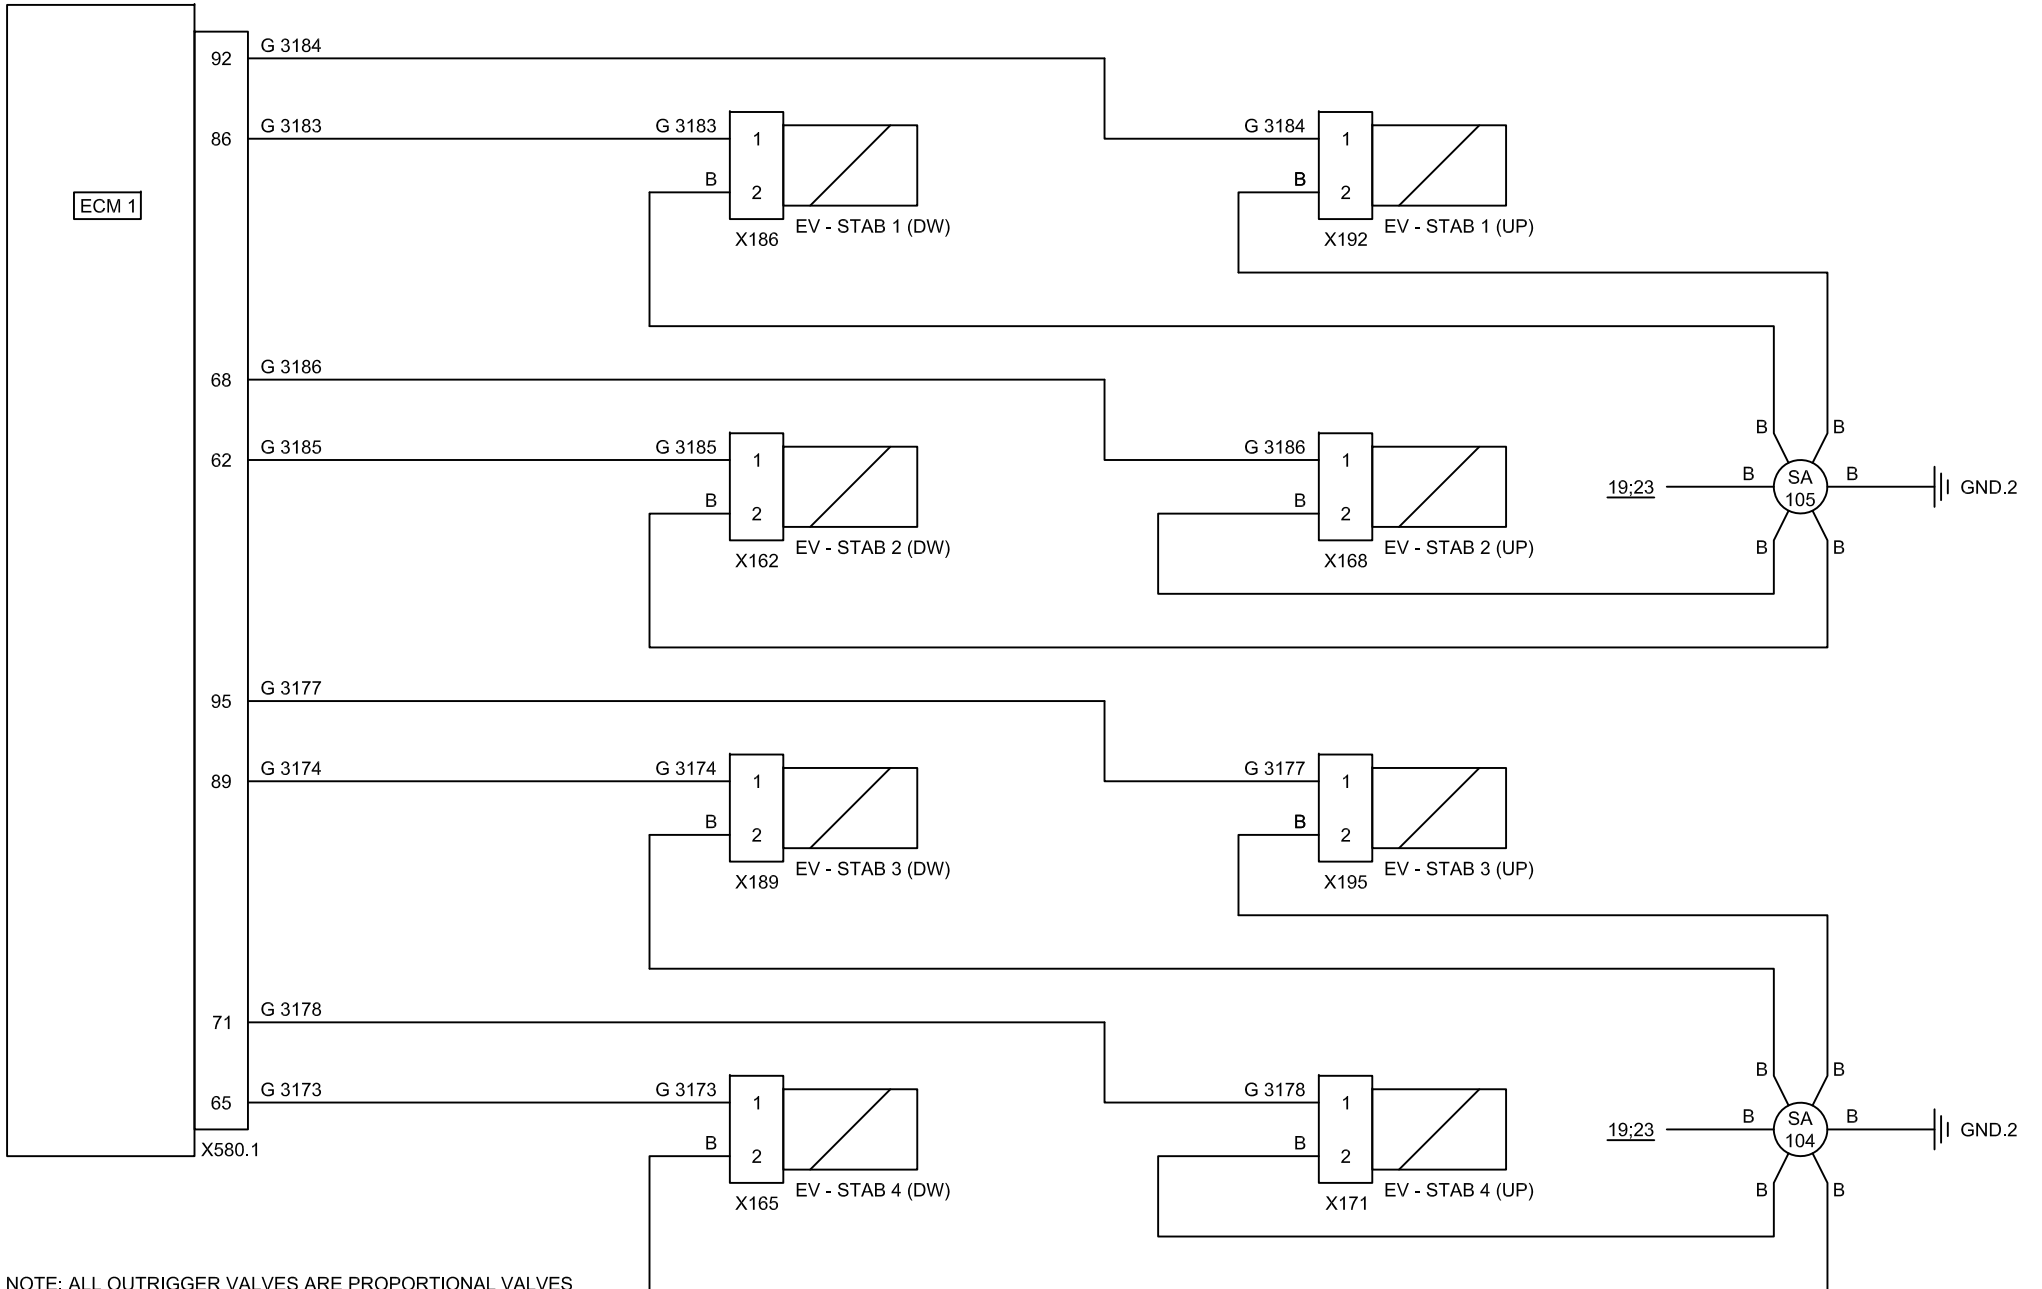 92
G 3184
86
G 3183
G 3183
1
G 3184
1
B
2
B
2
ECM 1
X186
EV - STAB 1 (DW)
X192
EV - STAB 1 (UP)
68
G 3186
B
B
62
G 3185
G 3185
1
G 3186
1
B
2
B
2
19;23
B
SA
105
B
GND.2
X162
EV - STAB 2 (DW)
X168
EV - STAB 2 (UP)
B
B
95
G 3177
89
G 3174
G 3174
1
G 3177
1
B
2
B
2
X189
EV - STAB 3 (DW)
X195
EV - STAB 3 (UP)
71
G 3178
B
B
65
G 3173
G 3173
1
G 3178
1
B
2
B
2
19;23
B
SA
104
B
GND.2
X580.1
X165
EV - STAB 4 (DW)
X171
EV - STAB 4 (UP)
B
B
NOTE: ALL OUTRIGGER VALVES ARE PROPORTIONAL VALVES